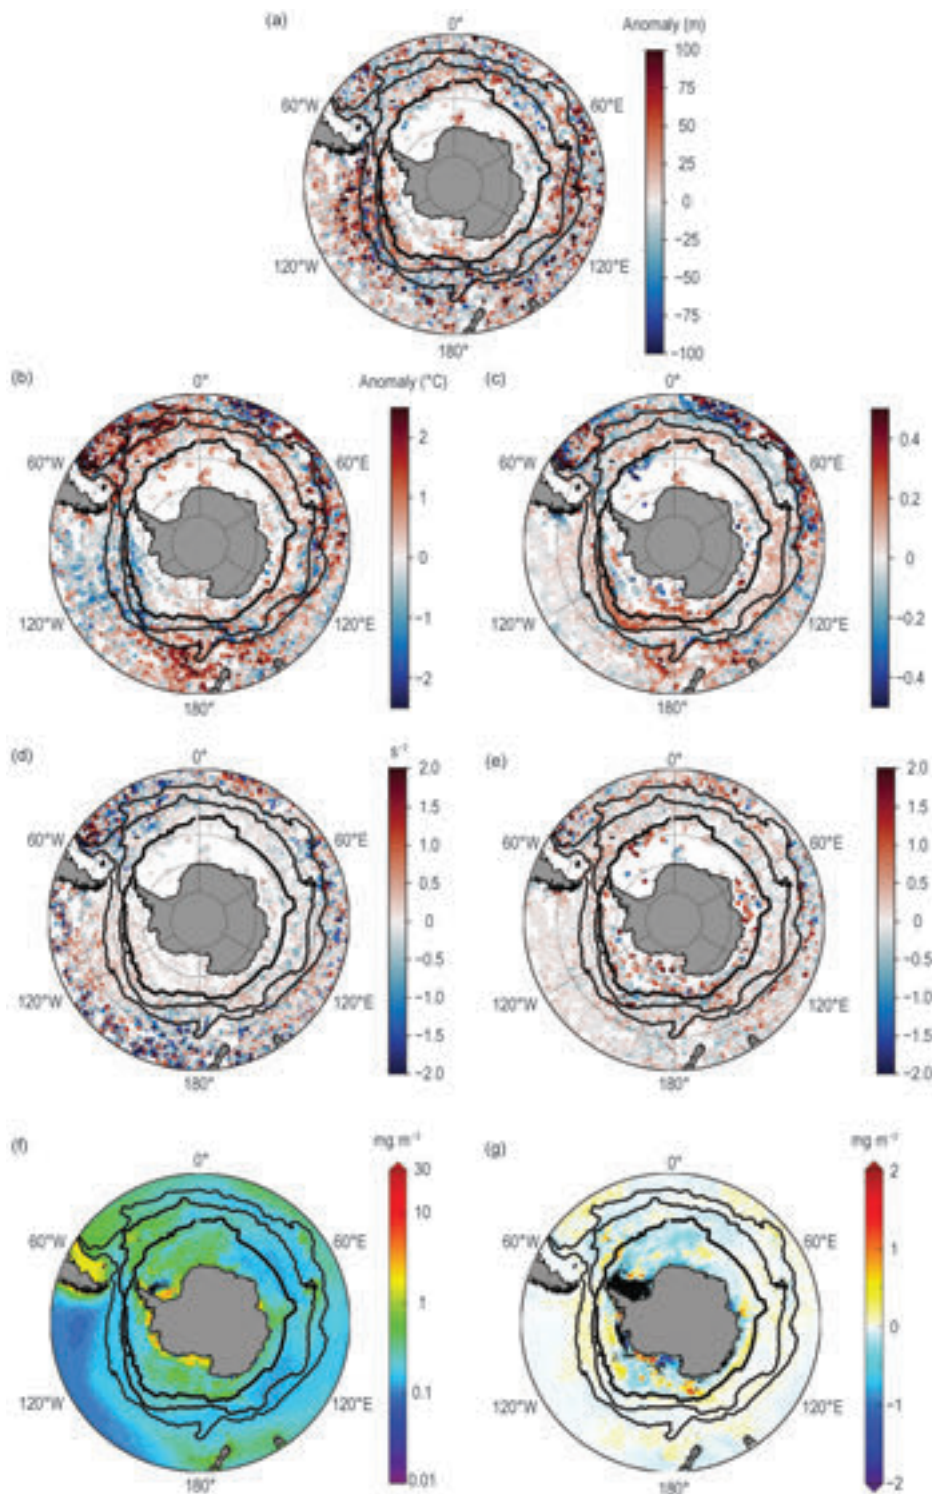 (a)
0°
Anomaly (m)
60°W
60°E
120°W
120°E
180°
100
75
50
25
0
−25
−50
−75
−100
(b)
0°
Anomaly (°C)
60°W
60°E
120°W
120°E
180°
2
1
0
−1
−2
(c)
0°
60°W
60°E
120°W
120°E
180°
0.4
0.2
0
−0.2
−0.4
(d)
0°
s⁻²
60°W
60°E
120°W
120°E
180°
2.0
1.5
1.0
0.5
0
−0.5
−1.0
−1.5
−2.0
(e)
0°
60°W
60°E
120°W
120°E
180°
2.0
1.5
1.0
0.5
0
−0.5
−1.0
−1.5
−2.0
(f)
0°
mg m⁻³
60°W
60°E
120°W
120°E
180°
30
10
1
0.1
0.01
(g)
0°
mg m⁻³
60°W
60°E
120°W
120°E
180°
2
1
0
−1
−2